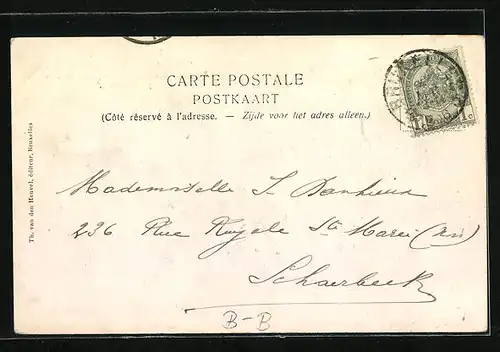 CARTE POSTALE
POSTKAART
(Côté réservé à l'adresse. — Zijde voor het adres alleen.)
Th. van den Heuvel, éditeur, Bruxelles
Mademoiselle J.
236 Rue Royale Ste Marie
Schaerbeek
B-B